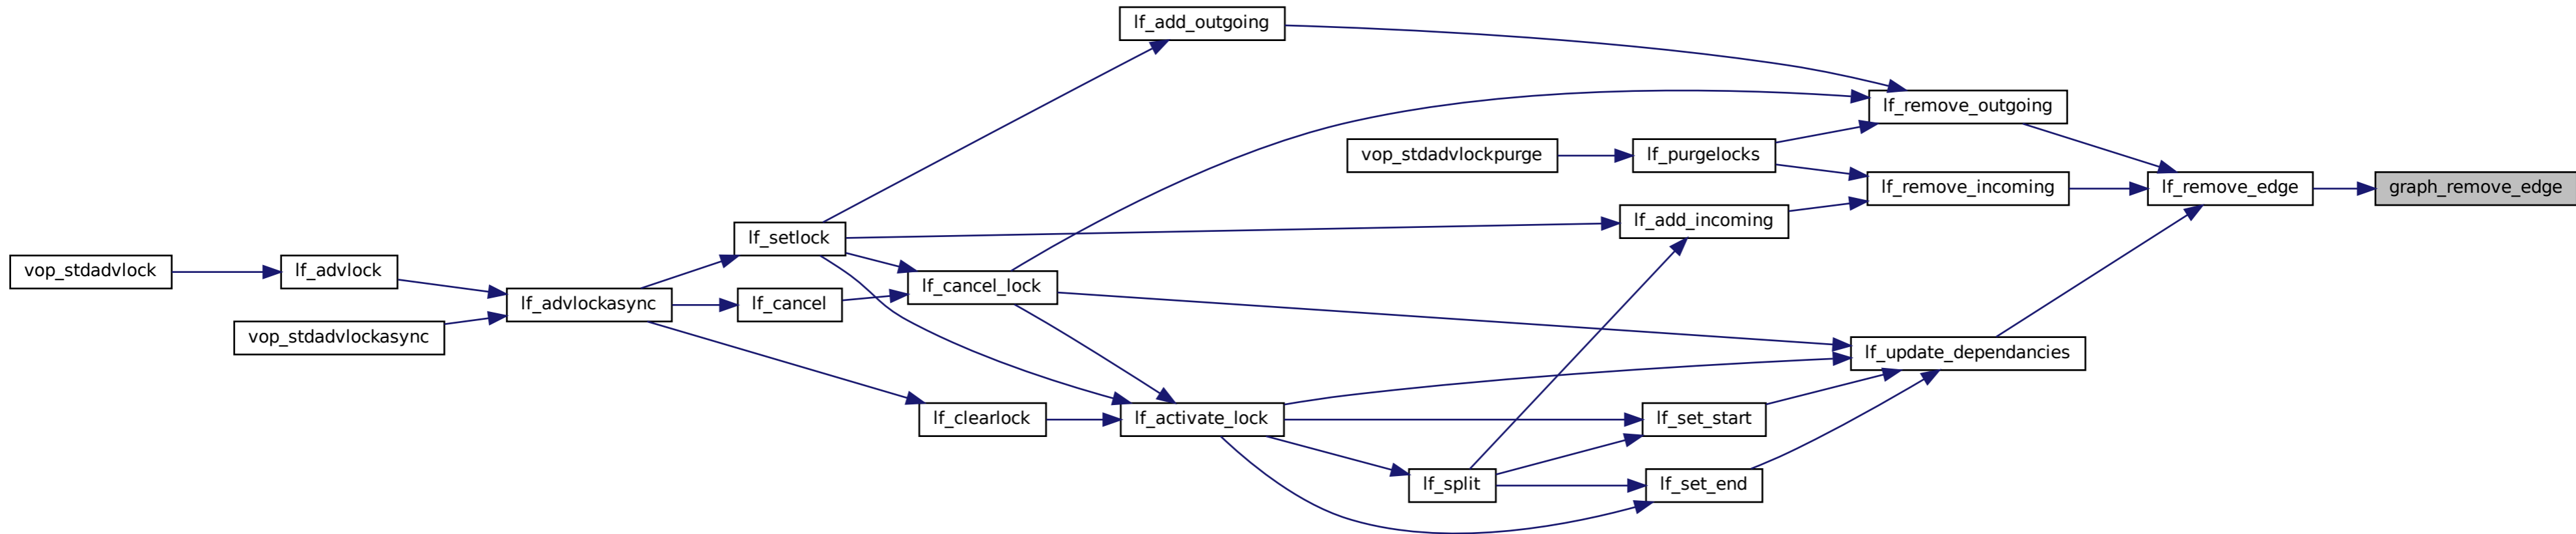 lf_add_outgoing
lf_remove_outgoing
vop_stdadvlockpurge
lf_purgelocks
lf_remove_incoming
lf_remove_edge
graph_remove_edge
lf_add_incoming
lf_setlock
vop_stdadvlock
lf_advlock
lf_cancel_lock
lf_advlockasync
lf_cancel
vop_stdadvlockasync
lf_update_dependancies
lf_clearlock
lf_activate_lock
lf_set_start
lf_split
lf_set_end